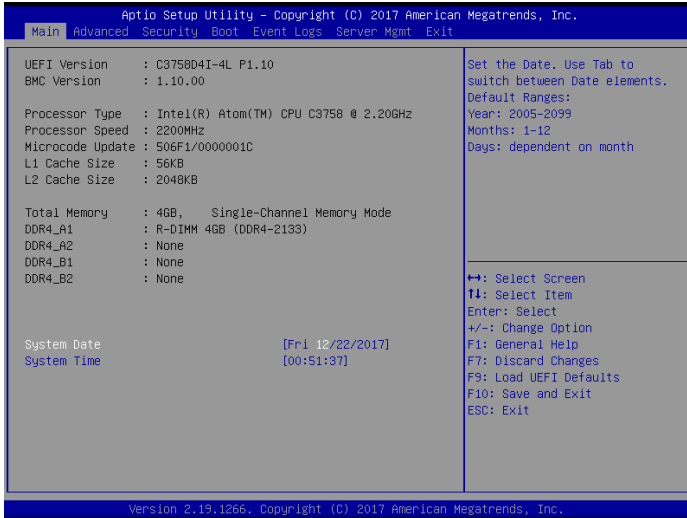 Aptio Setup Utility – Copyright (C) 2017 American Megatrends, Inc.
Main Advanced Security Boot Event Logs Server Mgmt Exit
UEFI Version : C3758D4I-4L P1.10
BMC Version : 1.10.00
Processor Type : Intel(R) Atom(TM) CPU C3758 @ 2.20GHz
Processor Speed : 2200MHz
Microcode Update : 506F1/0000001C
L1 Cache Size : 56KB
L2 Cache Size : 2048KB
Total Memory : 4GB, Single-Channel Memory Mode
DDR4_A1 : R-DIMM 4GB (DDR4-2133)
DDR4_A2 : None
DDR4_B1 : None
DDR4_B2 : None
System Date [Fri 12/22/2017]
System Time [00:51:37]
Set the Date. Use Tab to
switch between Date elements.
Default Ranges:
Year: 2005-2099
Months: 1-12
Days: dependent on month
↔: Select Screen
↑↓: Select Item
Enter: Select
+/-: Change Option
F1: General Help
F7: Discard Changes
F9: Load UEFI Defaults
F10: Save and Exit
ESC: Exit
Version 2.19.1266. Copyright (C) 2017 American Megatrends, Inc.